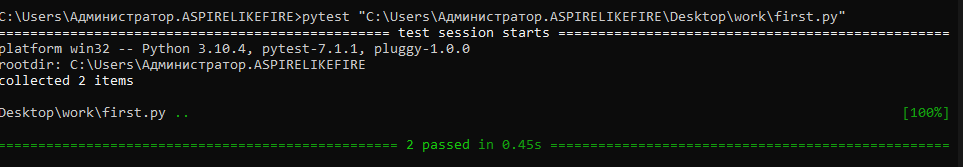 C:\Users\Администратор.ASPIRELIKEFIRE>pytest "C:\Users\Администратор.ASPIRELIKEFIRE\Desktop\work\first.py"
================================================== test session starts ==================================================
platform win32 -- Python 3.10.4, pytest-7.1.1, pluggy-1.0.0
rootdir: C:\Users\Администратор.ASPIRELIKEFIRE
collected 2 items
Desktop\work\first.py .. [100%]
=================================================== 2 passed in 0.45s ===================================================